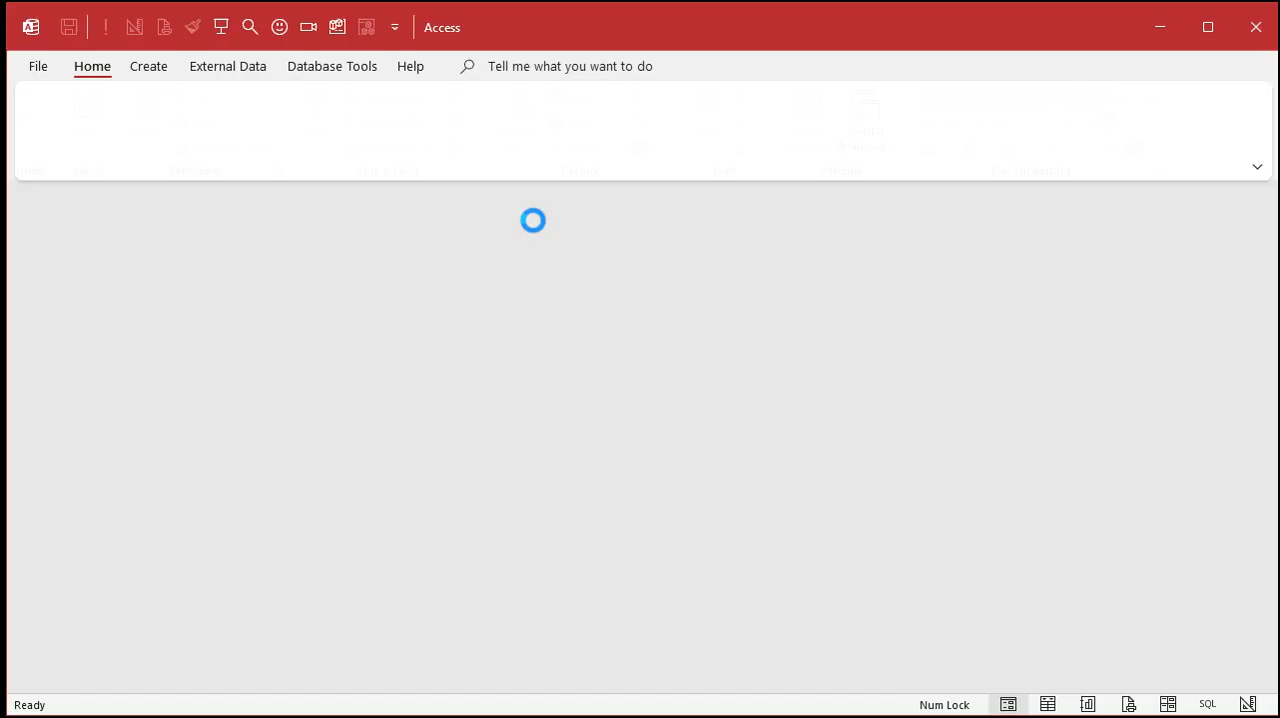 Access
File Home Create External Data Database Tools Help Tell me what you want to do
Ready Num Lock SQL